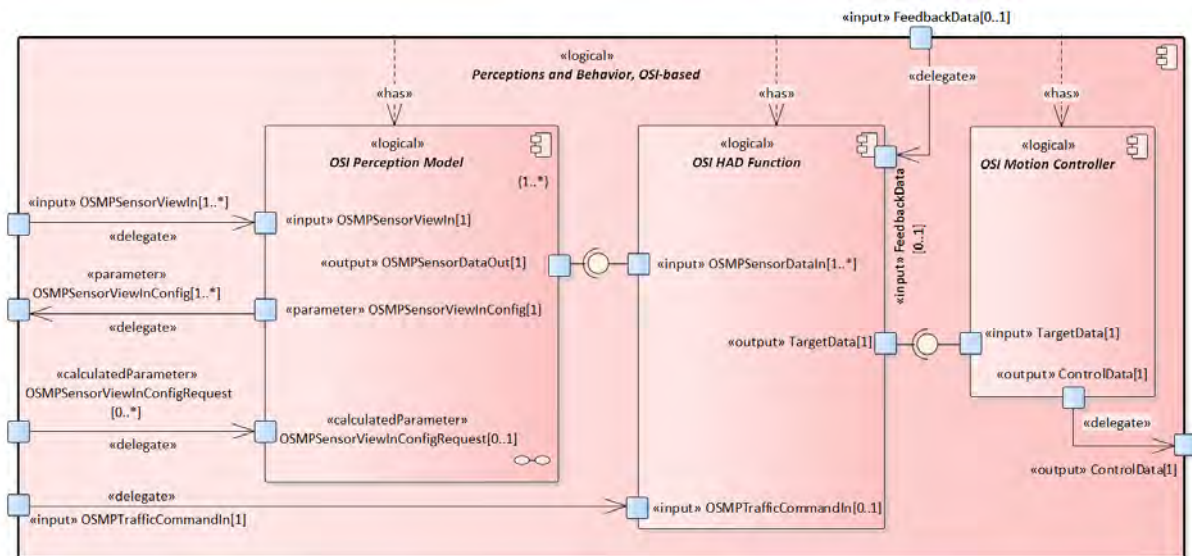 «input» FeedbackData[0..1]
«logical»
Perceptions and Behavior, OSI-based
«delegate»
«has»
«has»
«has»
«logical»
OSI Perception Model
{1..*}
«logical»
OSI HAD Function
«logical»
OSI Motion Controller
«input» FeedbackData
[0..1]
«input» OSMPSensorViewIn[1..*]
«delegate»
«input» OSMPSensorViewIn[1]
«output» OSMPSensorDataOut[1]
«input» OSMPSensorDataIn[1..*]
«parameter»
OSMPSensorViewInConfig[1..*]
«delegate»
«parameter» OSMPSensorViewInConfig[1]
«output» TargetData[1]
«input» TargetData[1]
«output» ControlData[1]
«calculatedParameter»
OSMPSensorViewInConfigRequest
[0..*]
«delegate»
«calculatedParameter»
OSMPSensorViewInConfigRequest[0..1]
«delegate»
«output» ControlData[1]
«delegate»
«input» OSMPTrafficCommandIn[1]
«input» OSMPTrafficCommandIn[0..1]